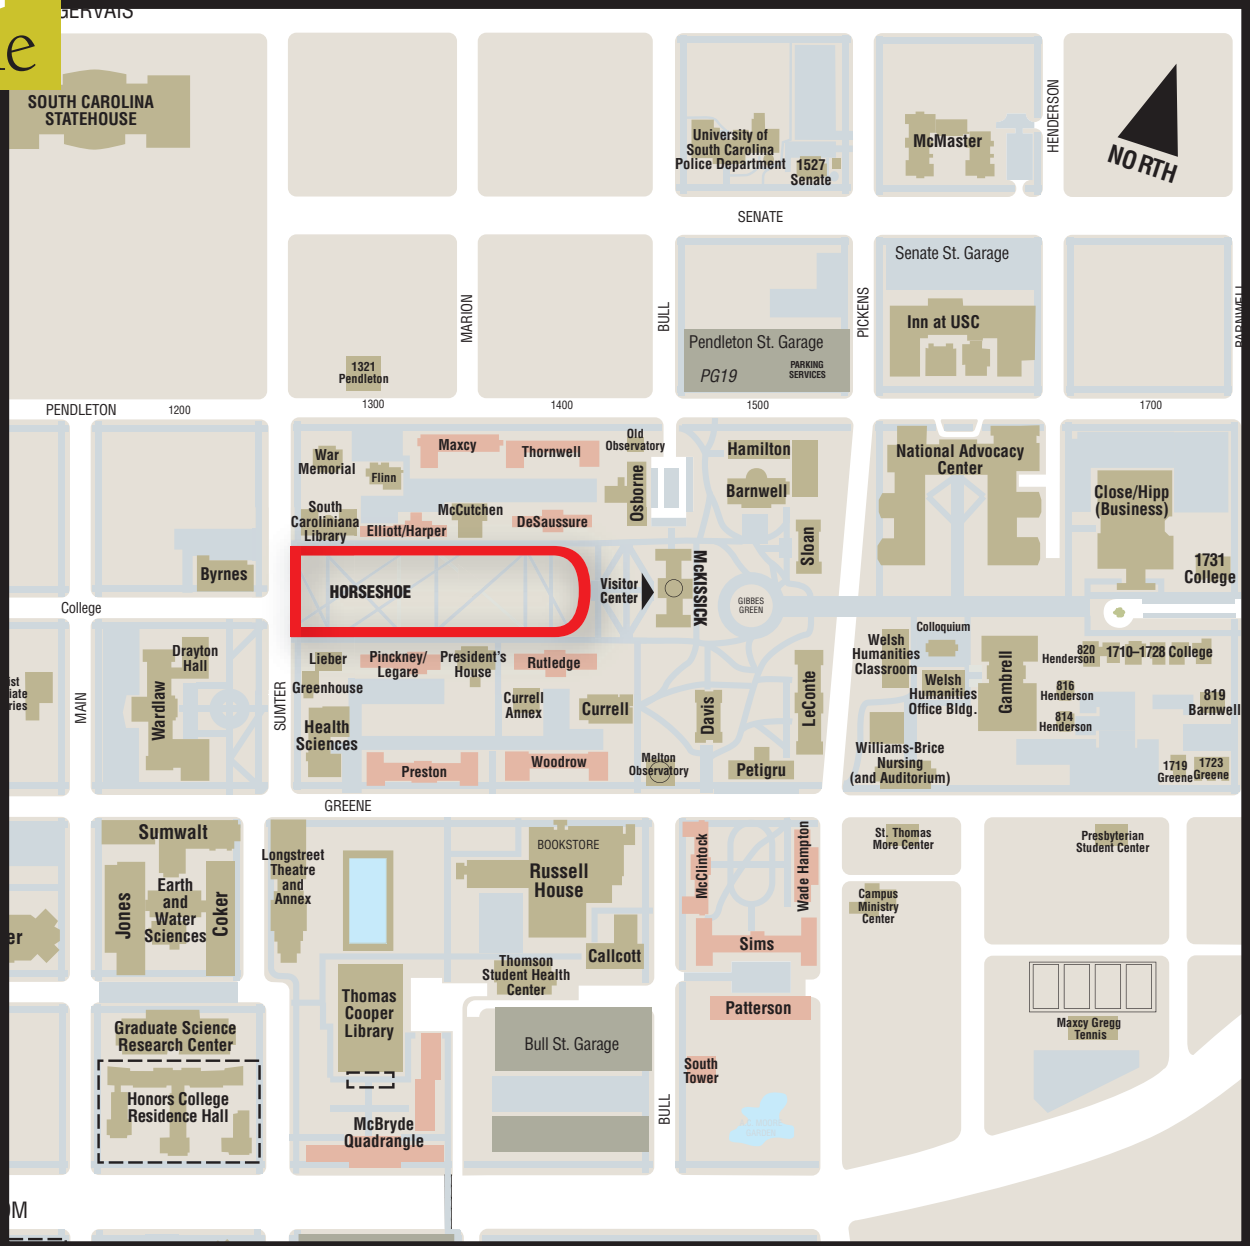 GERVAIS
e
SOUTH CAROLINA
STATEHOUSE
University of
South Carolina
Police Department
1527
Senate
McMaster
HENDERSON
NORTH
SENATE
MARION
BULL
PICKENS
Senate St. Garage
Inn at USC
Pendleton St. Garage
PG19
PARKING
SERVICES
BARNWELL
1321
Pendleton
PENDLETON
1200
1300
1400
1500
1700
War
Memorial
Flinn
Maxcy
Thornwell
Old
Observatory
Osborne
South
Caroliniana
Library
Elliott/Harper
McCutchen
DeSaussure
Hamilton
Barnwell
Sloan
National Advocacy
Center
Close/Hipp
(Business)
1731
College
Byrnes
College
HORSESHOE
Visitor
Center
McKISSICK
GIBBES
GREEN
Drayton
Hall
Wardlaw
MAIN
SUMTER
ist
iate
ries
Lieber
Greenhouse
Pinckney/
Legare
President's
House
Rutledge
Currell
Annex
Currell
Health
Sciences
Preston
Woodrow
Melton
Observatory
Davis
LeConte
Petigru
Welsh
Humanities
Classroom
Colloquium
Welsh
Humanities
Office Bldg.
Gambrell
Williams-Brice
Nursing
(and Auditorium)
820
Henderson
1710–1728 College
816
Henderson
814
Henderson
819
Barnwell
1719
Greene
1723
Greene
GREENE
Sumwalt
Jones
Earth
and
Water
Sciences
Coker
er
Longstreet
Theatre
and
Annex
BOOKSTORE
Russell
House
Callcott
Thomson
Student Health
Center
McClintock
Wade Hampton
Sims
Patterson
St. Thomas
More Center
Campus
Ministry
Center
Presbyterian
Student Center
Maxcy Gregg
Tennis
Graduate Science
Research Center
Honors College
Residence Hall
Thomas
Cooper
Library
McBryde
Quadrangle
Bull St. Garage
BULL
South
Tower
OM